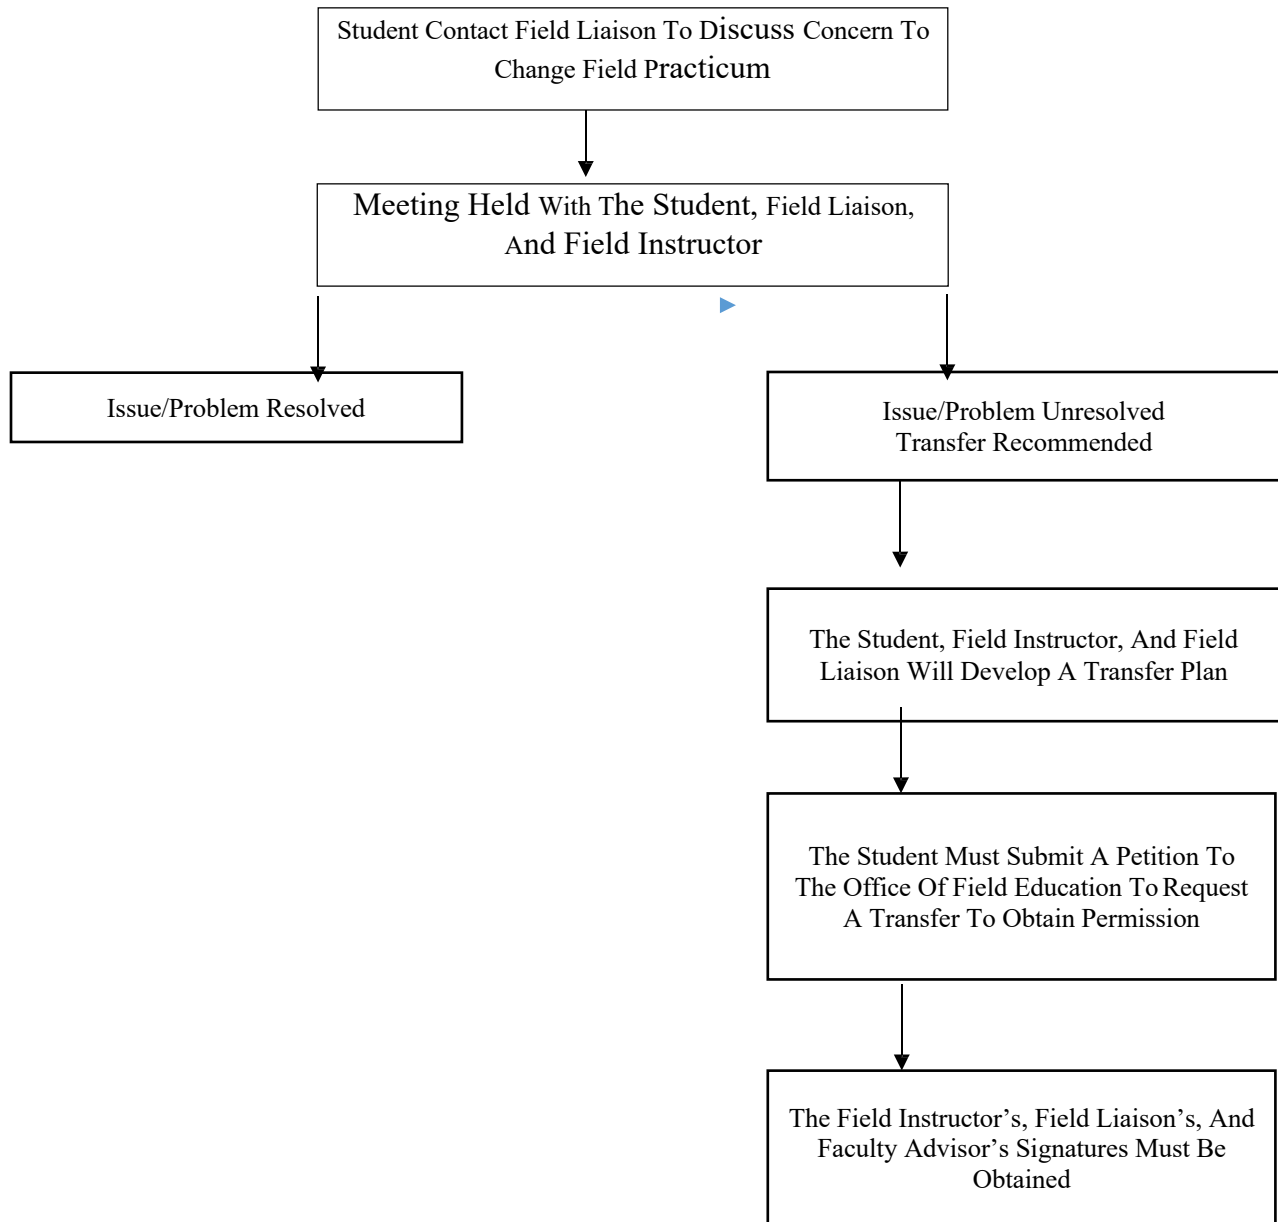 Student Contact Field Liaison To Discuss Concern To
Change Field Practicum
Meeting Held With The Student, Field Liaison,
And Field Instructor
Issue/Problem Resolved
Issue/Problem Unresolved
Transfer Recommended
The Student, Field Instructor, And Field
Liaison Will Develop A Transfer Plan
The Student Must Submit A Petition To
The Office Of Field Education To Request
A Transfer To Obtain Permission
The Field Instructor’s, Field Liaison’s, And
Faculty Advisor’s Signatures Must Be
Obtained